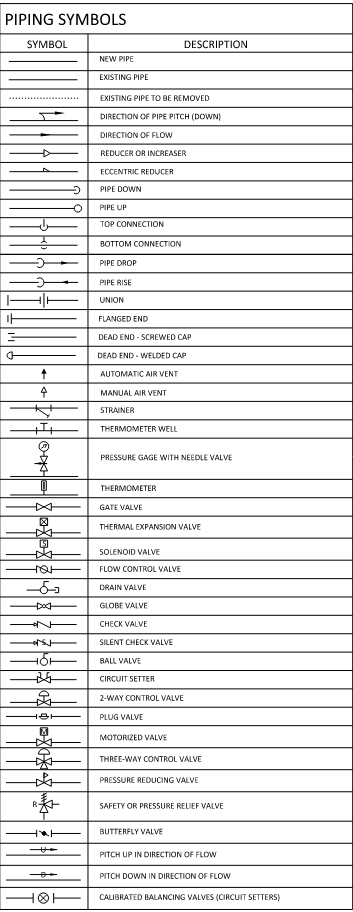 PIPING SYMBOLS
SYMBOL DESCRIPTION
NEW PIPE
EXISTING PIPE
EXISTING PIPE TO BE REMOVED
DIRECTION OF PIPE PITCH (DOWN)
DIRECTION OF FLOW
REDUCER OR INCREASER
ECCENTRIC REDUCER
PIPE DOWN
PIPE UP
TOP CONNECTION
BOTTOM CONNECTION
PIPE DROP
PIPE RISE
UNION
FLANGED END
DEAD END - SCREWED CAP
DEAD END - WELDED CAP
AUTOMATIC AIR VENT
MANUAL AIR VENT
STRAINER
THERMOMETER WELL
PRESSURE GAGE WITH NEEDLE VALVE
THERMOMETER
GATE VALVE
THERMAL EXPANSION VALVE
S SOLENOID VALVE
FLOW CONTROL VALVE
DRAIN VALVE
GLOBE VALVE
CHECK VALVE
S SILENT CHECK VALVE
BALL VALVE
CIRCUIT SETTER
2-WAY CONTROL VALVE
PLUG VALVE
M MOTORIZED VALVE
THREE-WAY CONTROL VALVE
PRESSURE REDUCING VALVE
R SAFETY OR PRESSURE RELIEF VALVE
BUTTERFLY VALVE
U PITCH UP IN DIRECTION OF FLOW
D PITCH DOWN IN DIRECTION OF FLOW
CALIBRATED BALANCING VALVES (CIRCUIT SETTERS)